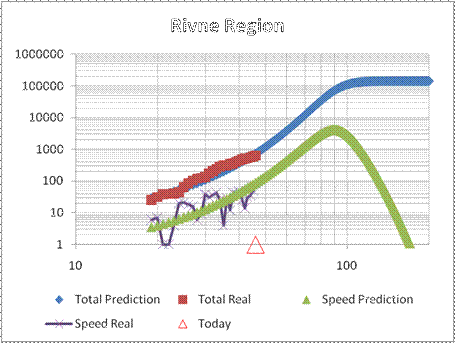 Rivne Region
1000000
100000
10000
1000
100
10
1
10 100
Total Prediction Total Real Speed Prediction
Speed Real Today